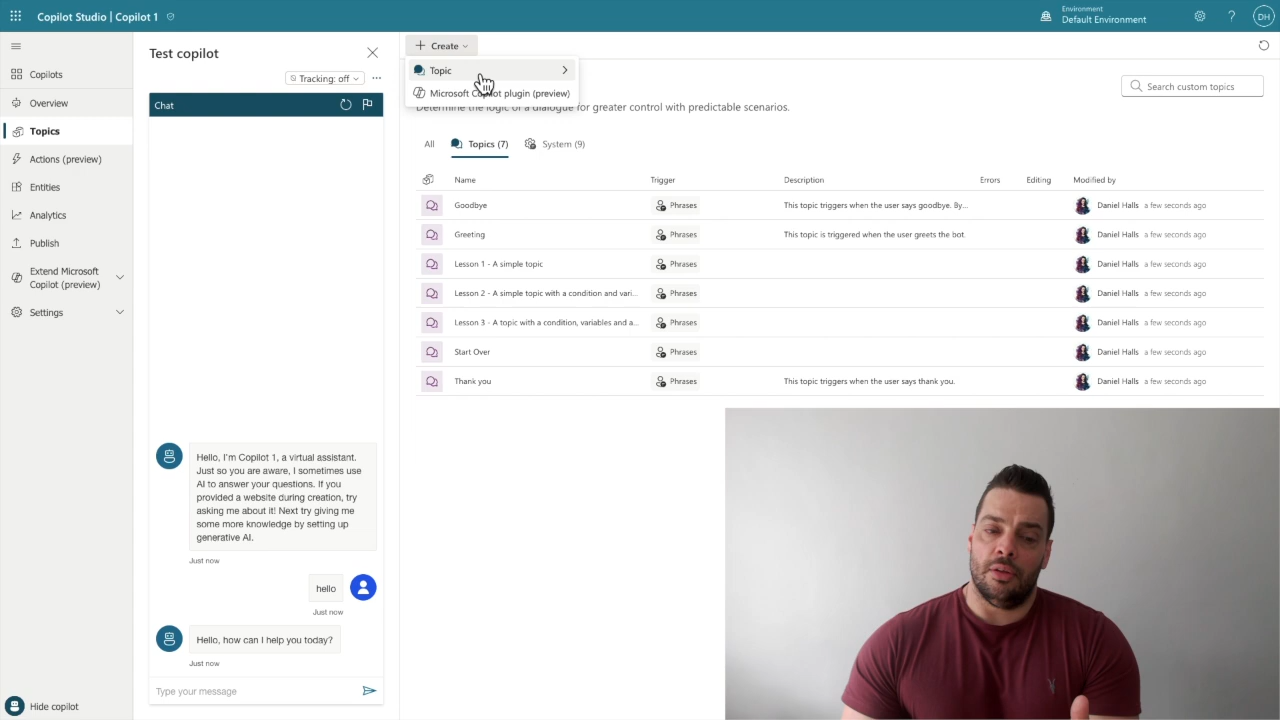 Copilot Studio | Copilot 1
Environment
Default Environment
DH
Copilots
Overview
Topics
Actions (preview)
Entities
Analytics
Publish
Extend Microsoft
Copilot (preview)
Settings
Hide copilot
Test copilot
Tracking: off
Chat
Hello, I'm Copilot 1, a virtual assistant.
Just so you are aware, I sometimes use
AI to answer your questions. If you
provided a website during creation, try
asking me about it! Next try giving me
some more knowledge by setting up
generative AI.
Just now
hello
Just now
Hello, how can I help you today?
Just now
Type your message
Create
Topic
Microsoft Copilot plugin (preview)
Search custom topics
Determine the logic of a dialogue for greater control with predictable scenarios.
All Topics (7) System (9)
Name Trigger Description Errors Editing Modified by
Goodbye Phrases This topic triggers when the user says goodbye. By... Daniel Halls a few seconds ago
Greeting Phrases This topic is triggered when the user greets the bot. Daniel Halls a few seconds ago
Lesson 1 - A simple topic Phrases Daniel Halls a few seconds ago
Lesson 2 - A simple topic with a condition and vari... Phrases Daniel Halls a few seconds ago
Lesson 3 - A topic with a condition, variables and a... Phrases Daniel Halls a few seconds ago
Start Over Phrases Daniel Halls a few seconds ago
Thank you Phrases This topic triggers when the user says thank you. Daniel Halls a few seconds ago